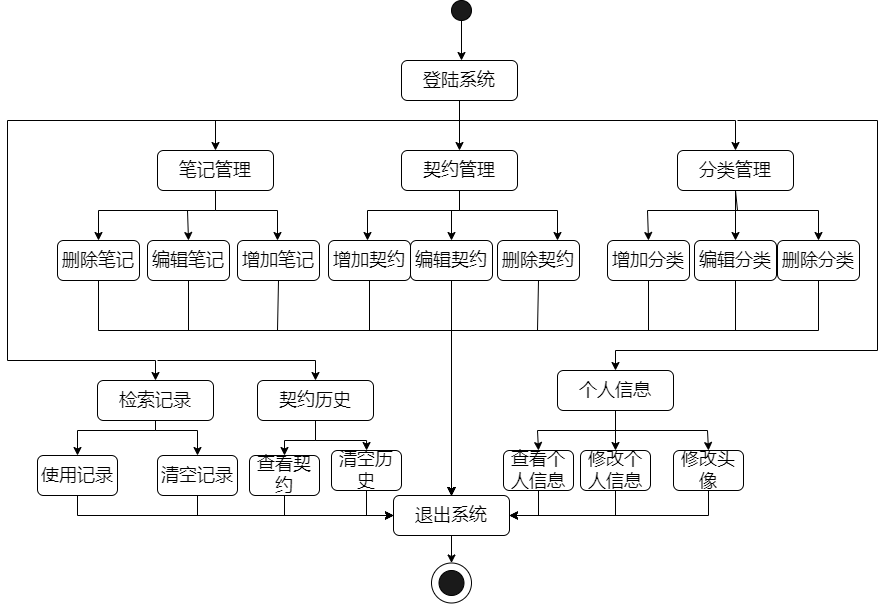 登陆系统
笔记管理
契约管理
分类管理
删除笔记
编辑笔记
增加笔记
增加契约
编辑契约
删除契约
增加分类
编辑分类
删除分类
检索记录
契约历史
个人信息
使用记录
清空记录
查看契
约
清空历
史
查看个
人信息
修改个
人信息
修改头
像
退出系统